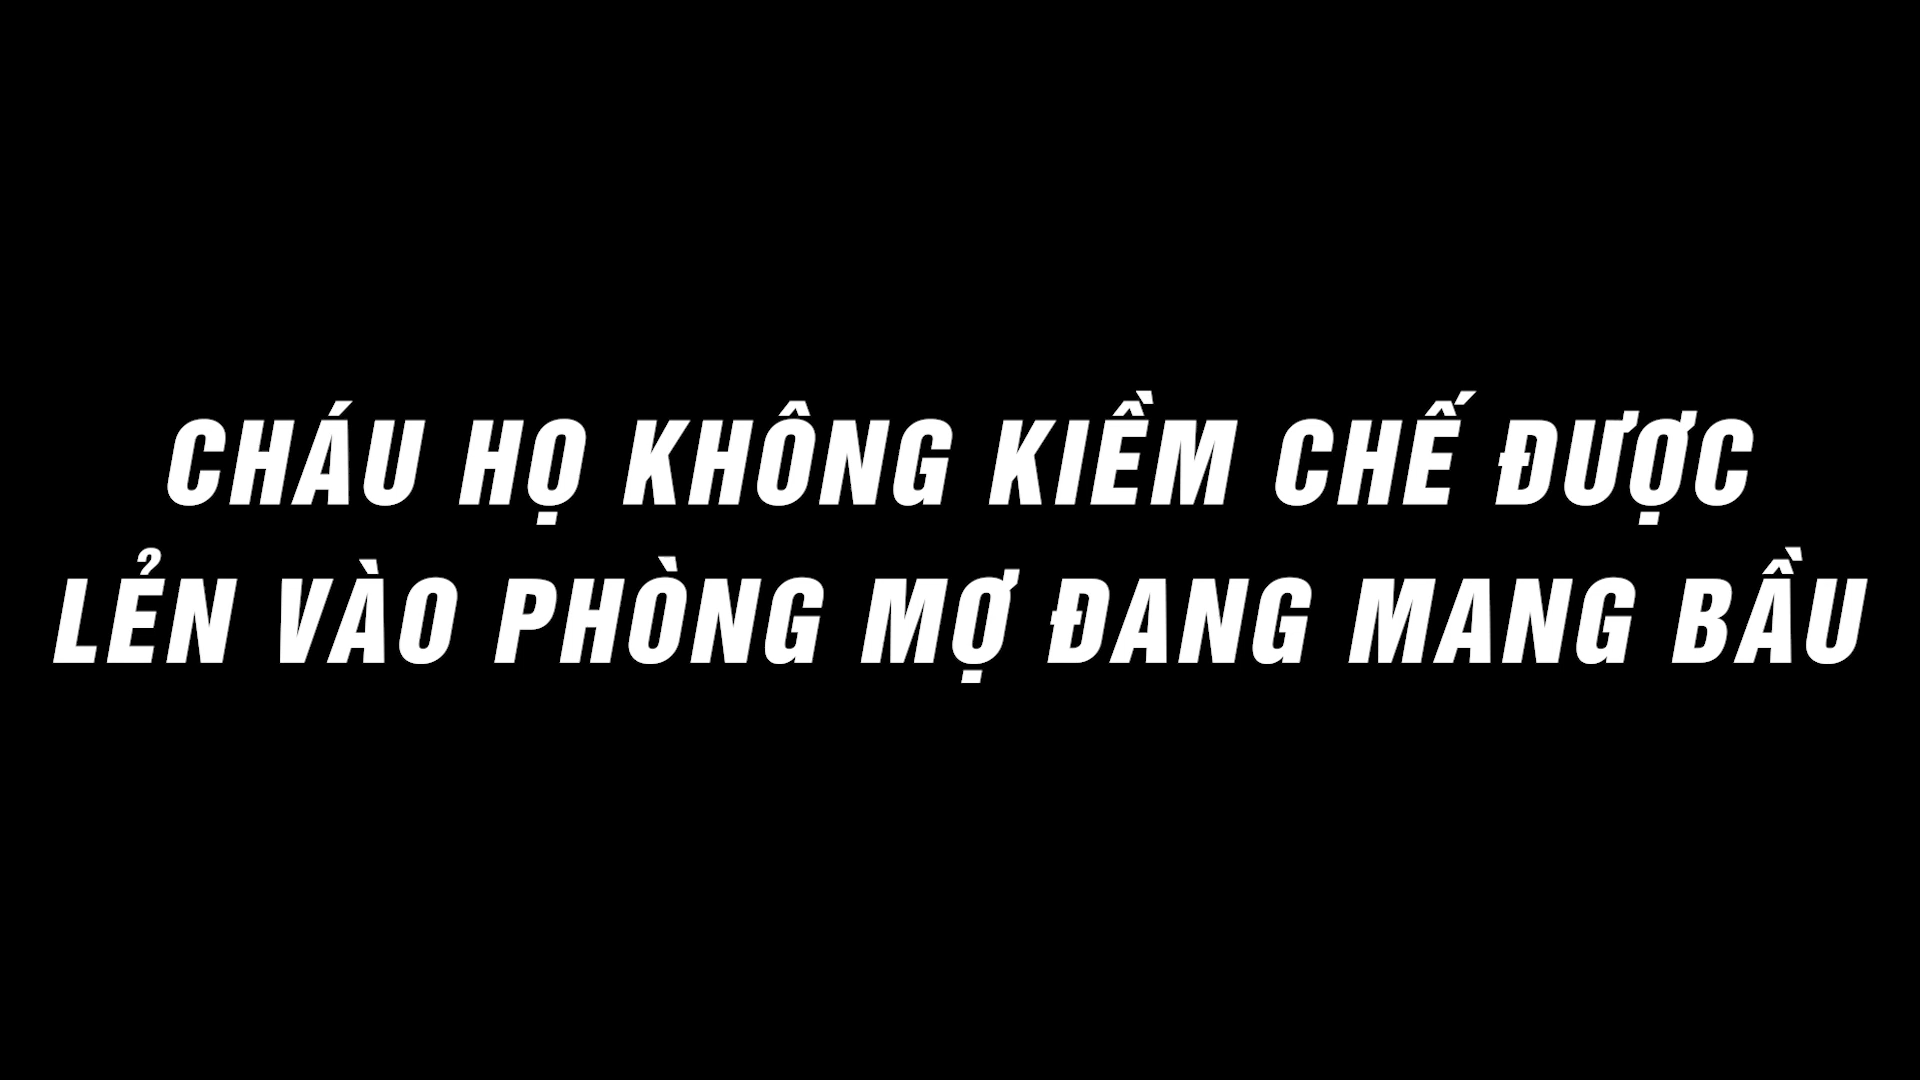 CHÁU HỌ KHÔNG KIỀM CHẾ ĐƯỢC
LẺN VÀO PHÒNG MỢ ĐANG MANG BẦU